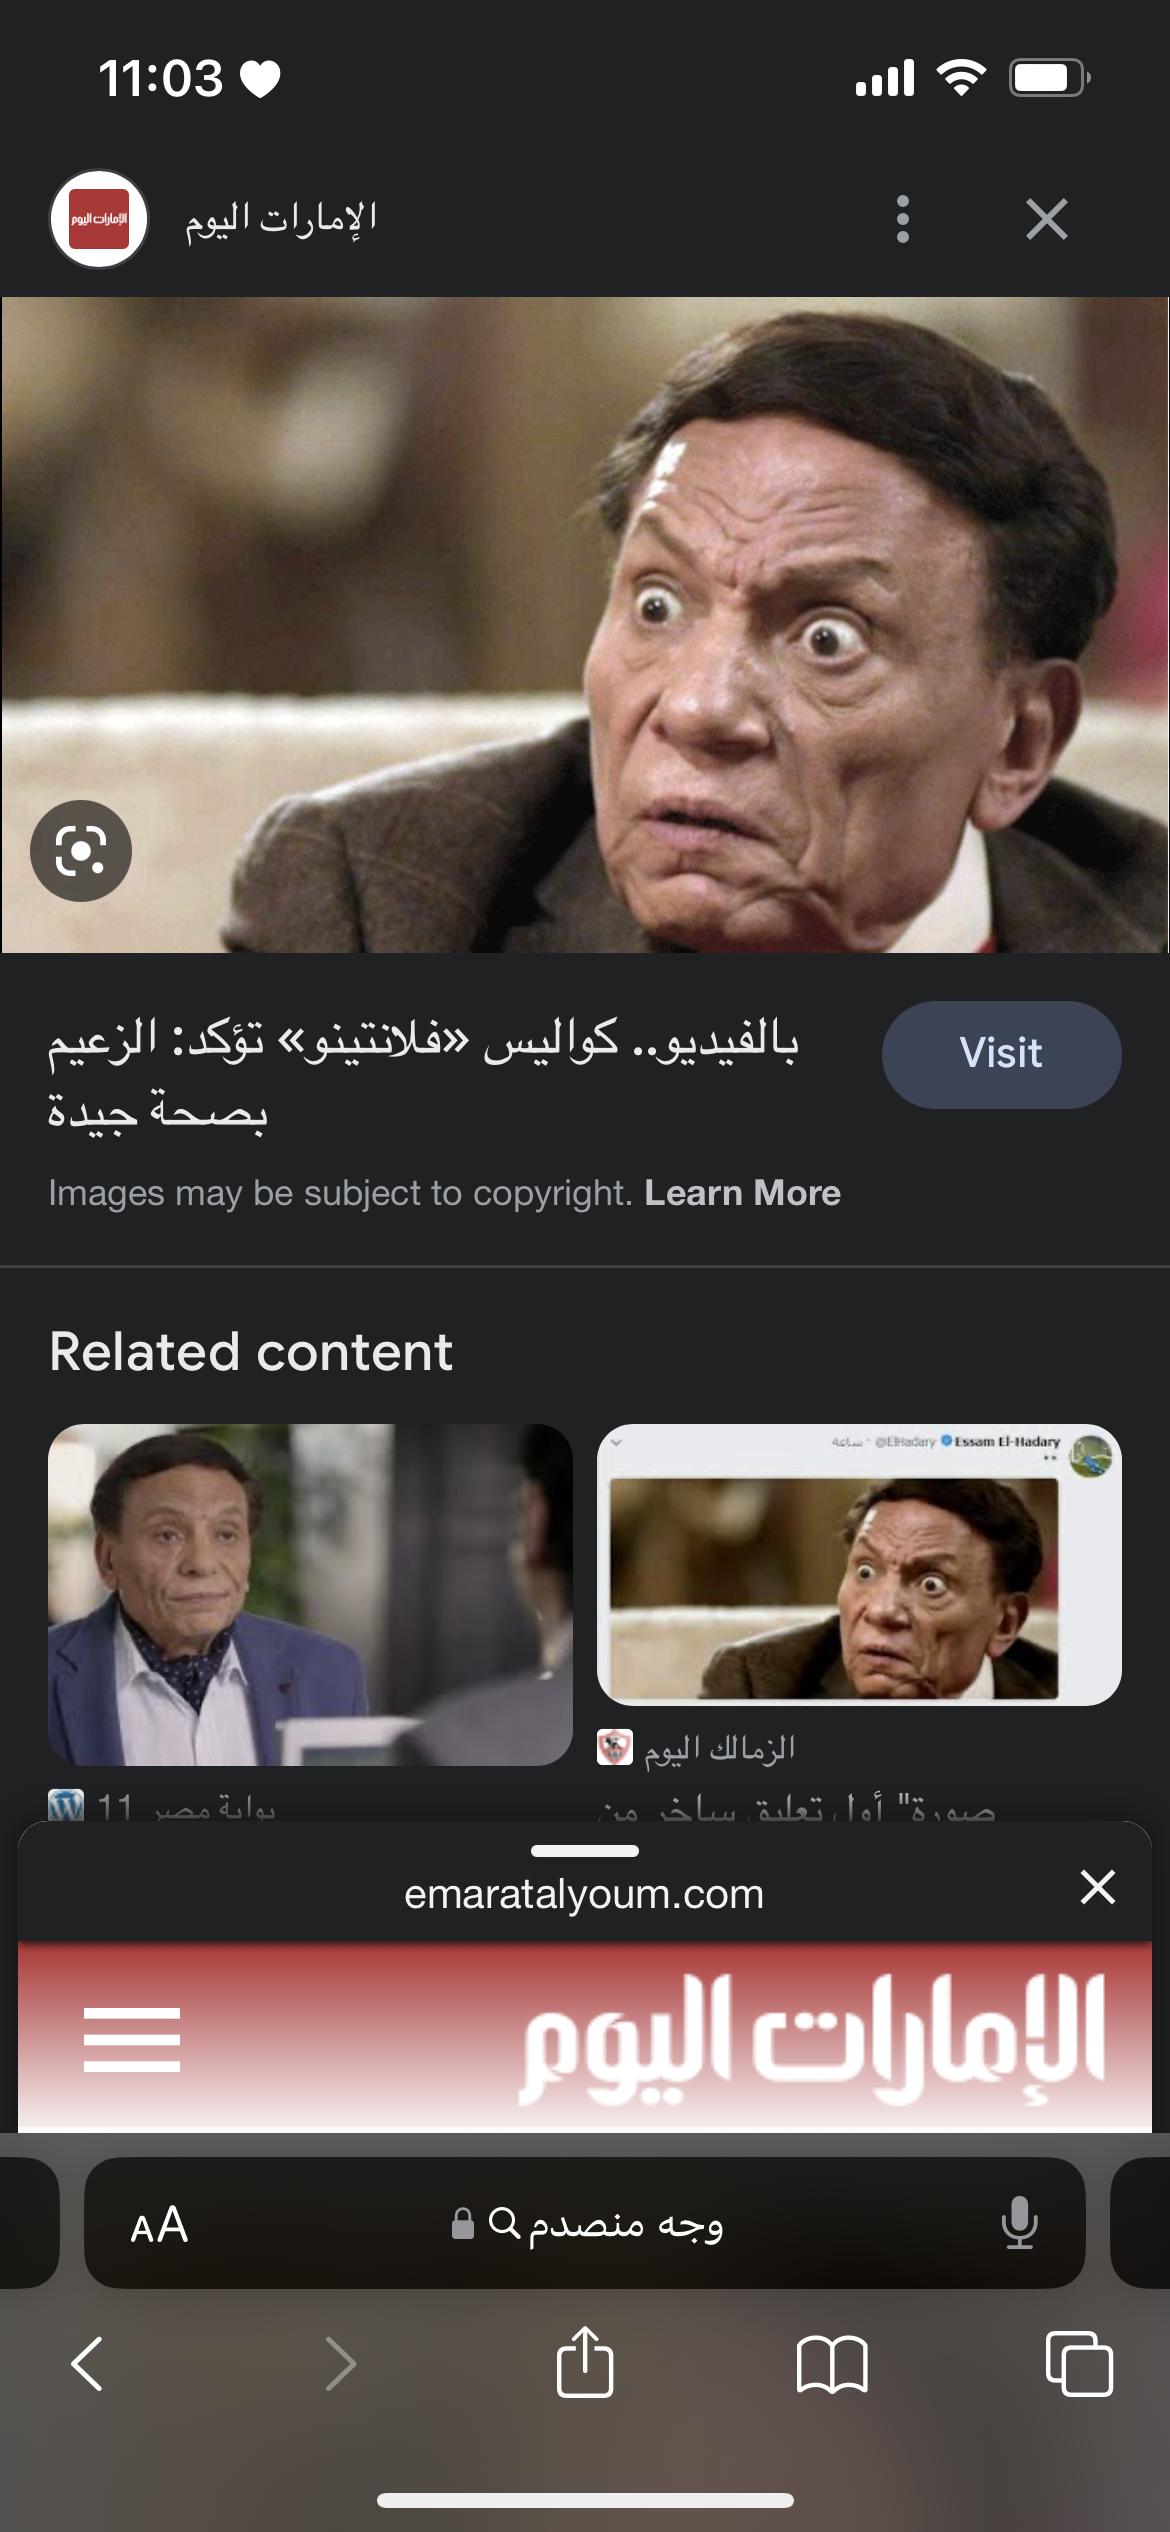 11:03
الإمارات اليوم
الإمارات اليوم
بالفيديو.. كواليس «فلانتينو» تؤكد: الزعيم
بصحة جيدة
Visit
Images may be subject to copyright. Learn More
Related content
Essam El-Hadary @ElHadary - ساعة
الزمالك اليوم
بوابة مصر 11
صورة" أول تعليق ساخر من
emaratalyoum.com
الإمارات اليوم
AA
وجه منصدم